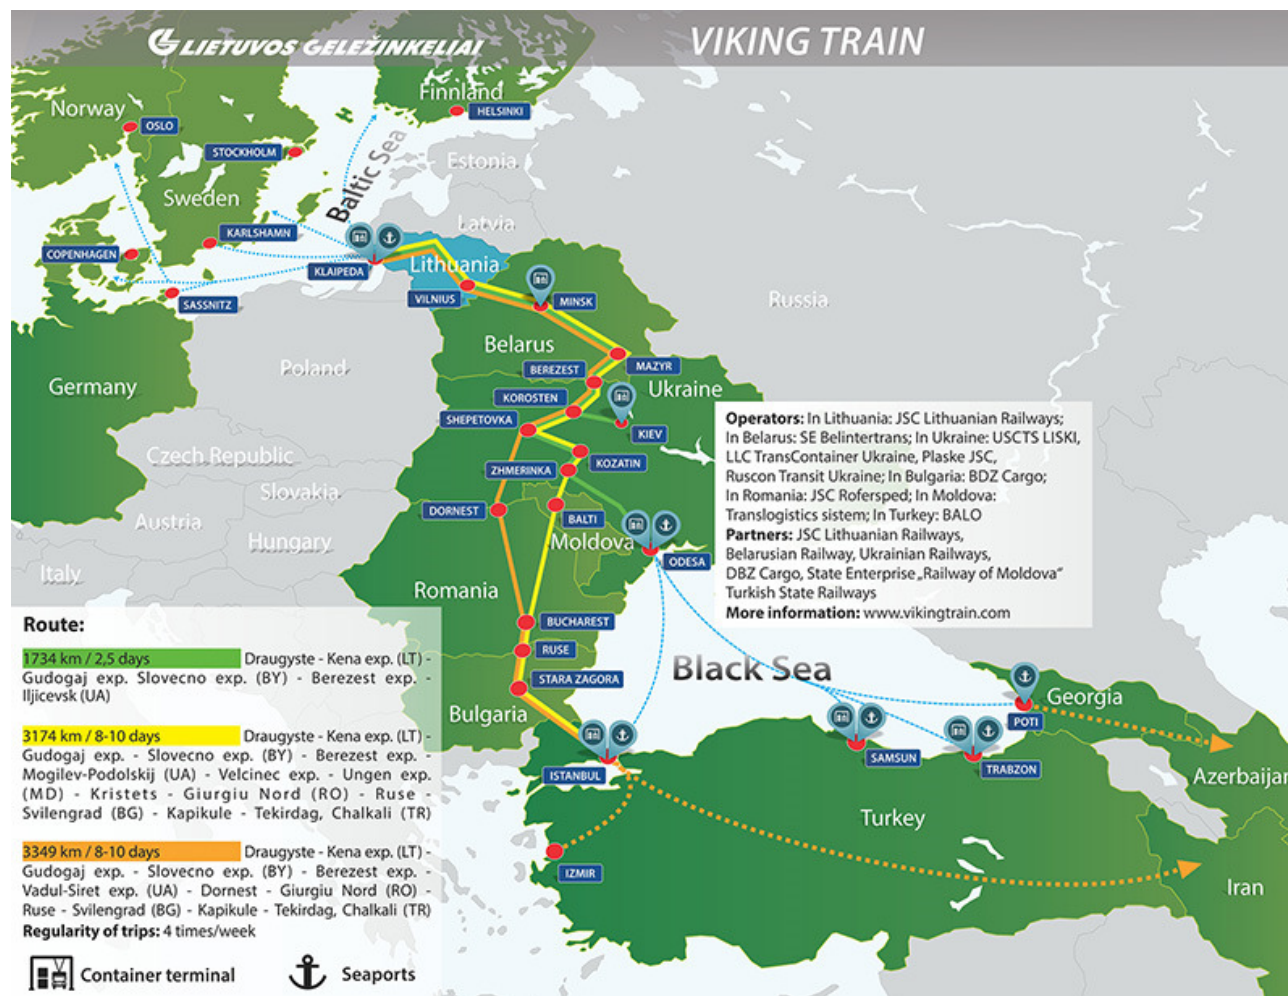 LIETUVOS GELEŽINKELIAI
VIKING TRAIN
Norway
Finnland
HELSINKI
OSLO
STOCKHOLM
Estonia
Sweden
Baltic Sea
Latvia
KARLSHAMN
COPENHAGEN
KLAIPEDA
Lithuania
SASSNITZ
VILNIUS
MINSK
Russia
Belarus
Poland
BEREZEST
MAZYR
Germany
Ukraine
KOROSTEN
SHEPETOVKA
KIEV
Czech Republic
ZHMERINKA
KOZATIN
Slovakia
DORNEST
BALTI
Austria
Hungary
Moldova
ODESA
Italy
Romania
BUCHAREST
RUSE
STARA ZAGORA
Black Sea
Bulgaria
Georgia
POTI
ISTANBUL
SAMSUN
TRABZON
Azerbaijan
Turkey
IZMIR
Iran
Operators: In Lithuania: JSC Lithuanian Railways;
In Belarus: SE Belintertrans; In Ukraine: USCTS LISKI,
LLC TransContainer Ukraine, Plaske JSC,
Ruscon Transit Ukraine; In Bulgaria: BDZ Cargo;
In Romania: JSC Rofersped; In Moldova:
Translogistics sistem; In Turkey: BALO
Partners: JSC Lithuanian Railways,
Belarusian Railway, Ukrainian Railways,
DBZ Cargo, State Enterprise „Railway of Moldova“
Turkish State Railways
More information: www.vikingtrain.com
Route:
1734 km / 2,5 days Draugyste - Kena exp. (LT) -
Gudogaj exp. Slovecno exp. (BY) - Berezest exp. -
Iljicevsk (UA)
3174 km / 8-10 days Draugyste - Kena exp. (LT) -
Gudogaj exp. - Slovecno exp. (BY) - Berezest exp. -
Mogilev-Podolskij (UA) - Velcinec exp. - Ungen exp.
(MD) - Kristets - Giurgiu Nord (RO) - Ruse -
Svilengrad (BG) - Kapikule - Tekirdag, Chalkali (TR)
3349 km / 8-10 days Draugyste - Kena exp. (LT) -
Gudogaj exp. - Slovecno exp. (BY) - Berezest exp. -
Vadul-Siret exp. (UA) - Dornest - Giurgiu Nord (RO) -
Ruse - Svilengrad (BG) - Kapikule - Tekirdag, Chalkali (TR)
Regularity of trips: 4 times/week
Container terminal
Seaports